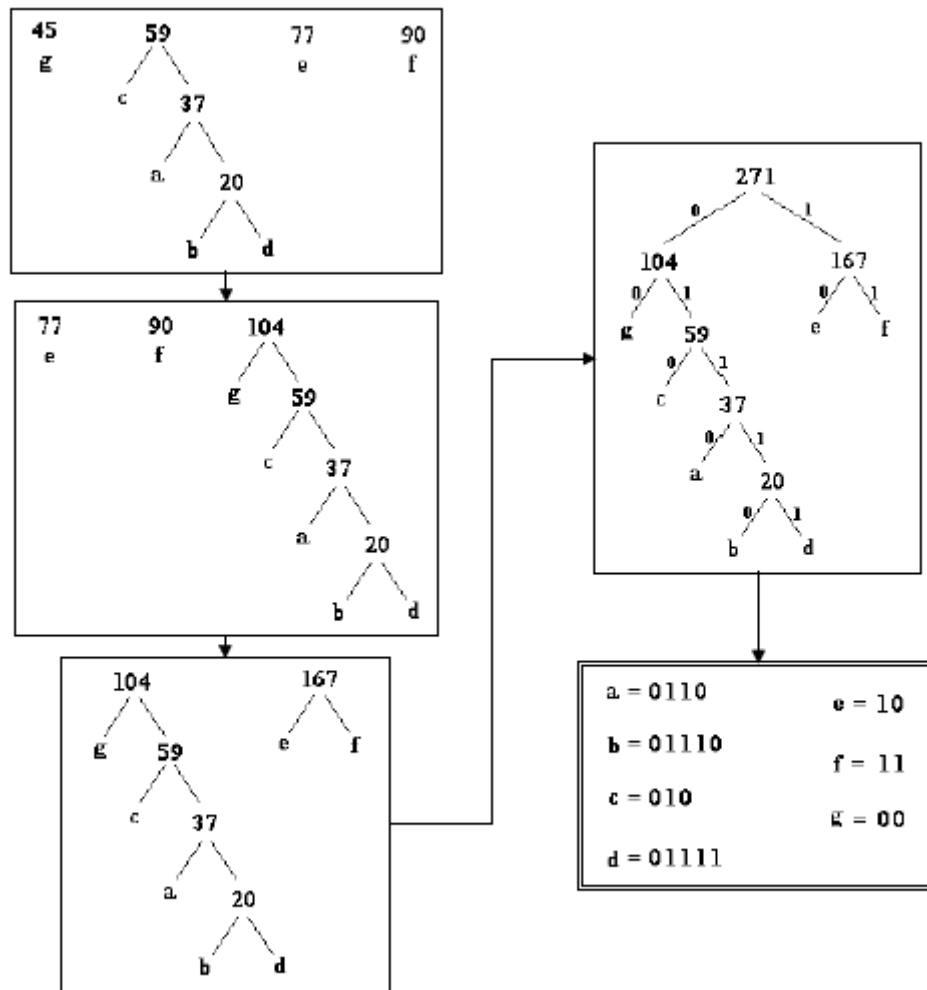 45 59 77 90
g e f
c 37
a 20
b d
77 90 104
e f
g 59
c 37
a 20
b d
104 167
g 59 e f
c 37
a 20
b d
271
0 1
104 167
0 1 0 1
g 59 e f
0 1
c 37
0 1
a 20
0 1
b d
a = 0110
b = 01110
c = 010
d = 01111
e = 10
f = 11
g = 00